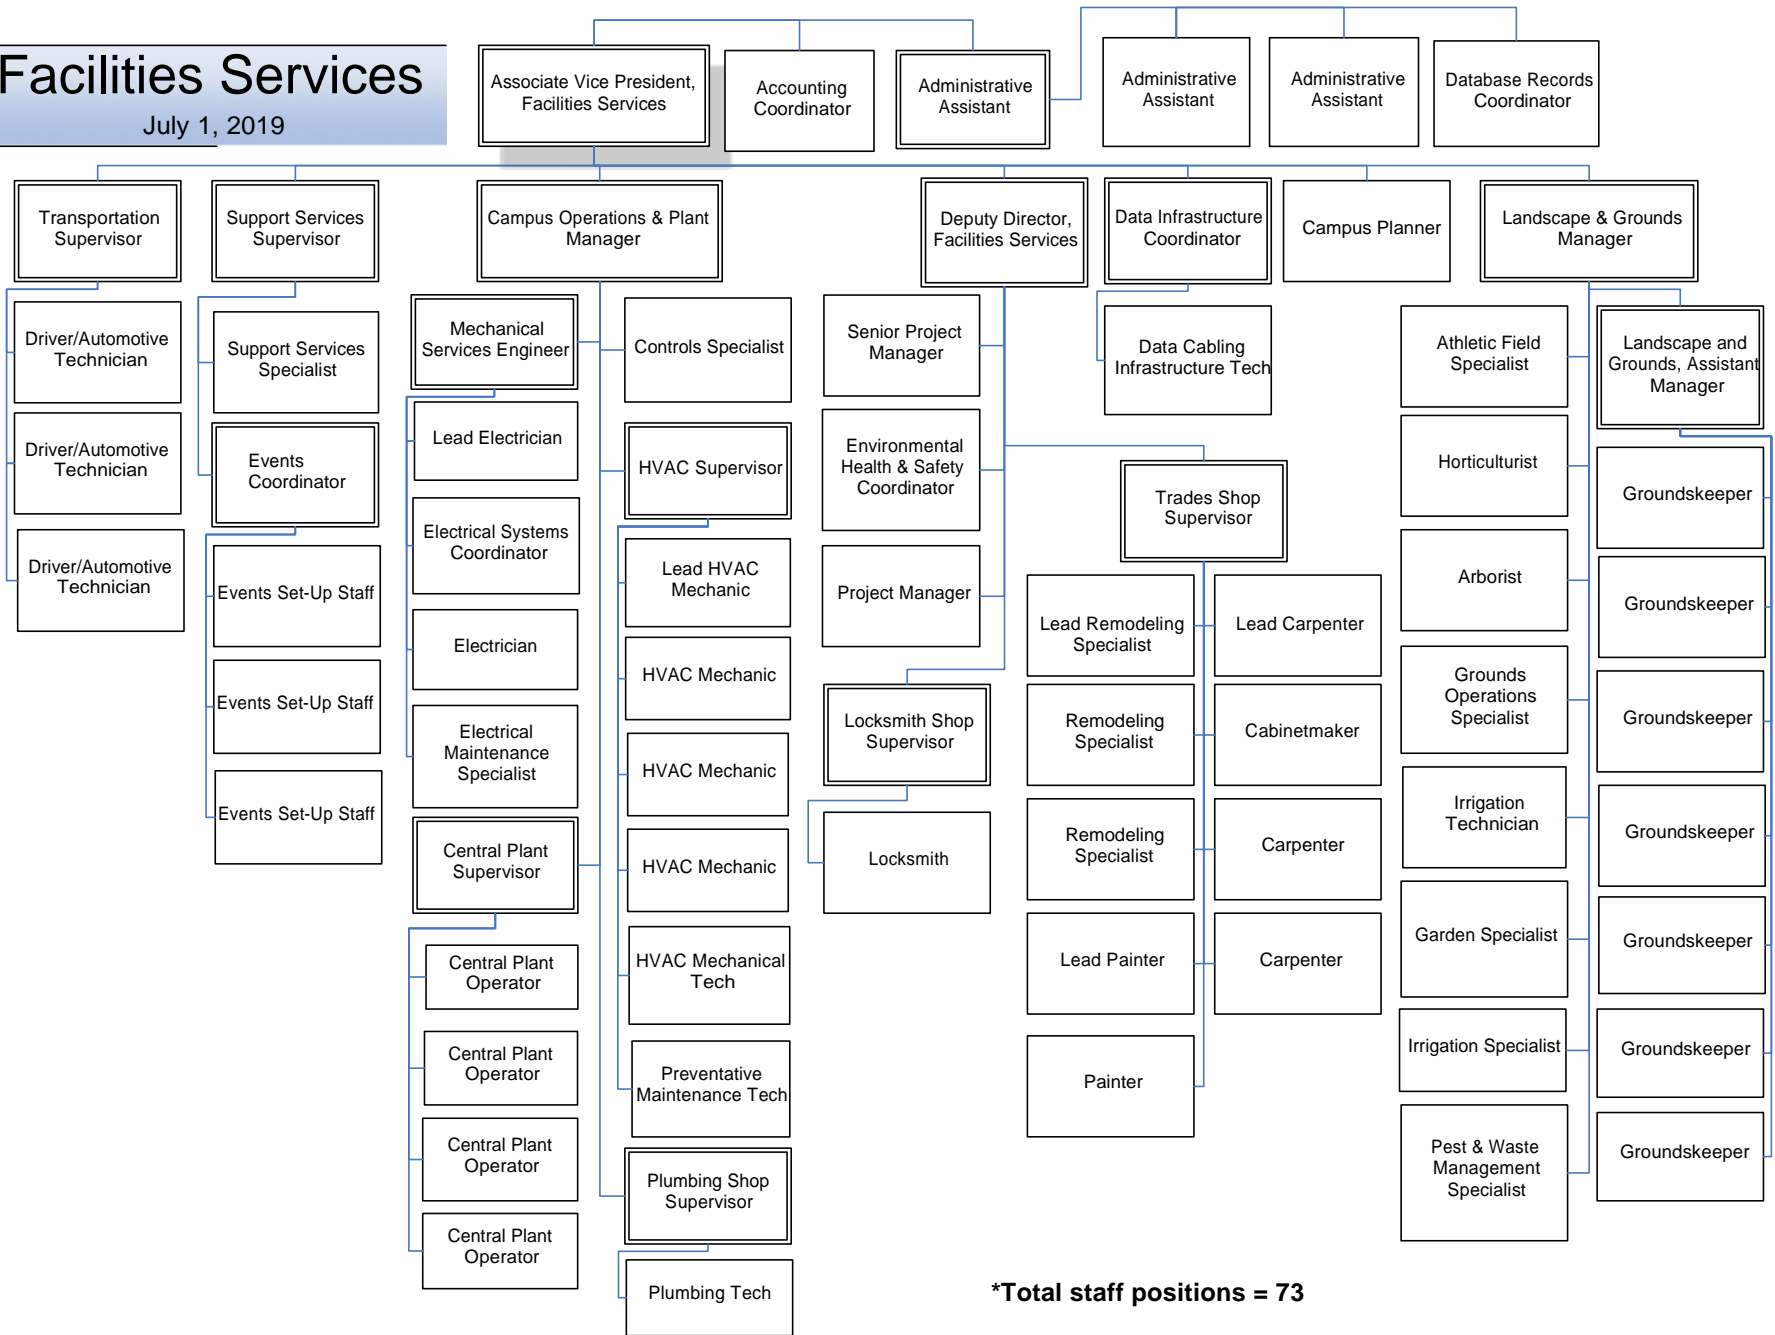 Facilities Services
July 1, 2019
Associate Vice President,
Facilities Services
Accounting
Coordinator
Administrative
Assistant
Administrative
Assistant
Administrative
Assistant
Database Records
Coordinator
Transportation
Supervisor
Support Services
Supervisor
Campus Operations & Plant
Manager
Deputy Director,
Facilities Services
Data Infrastructure
Coordinator
Campus Planner
Landscape & Grounds
Manager
Driver/Automotive
Technician
Driver/Automotive
Technician
Driver/Automotive
Technician
Support Services
Specialist
Events
Coordinator
Events Set-Up Staff
Events Set-Up Staff
Events Set-Up Staff
Mechanical
Services Engineer
Lead Electrician
Electrical Systems
Coordinator
Electrician
Electrical
Maintenance
Specialist
Central Plant
Supervisor
Central Plant
Operator
Central Plant
Operator
Central Plant
Operator
Central Plant
Operator
Controls Specialist
HVAC Supervisor
Lead HVAC
Mechanic
HVAC Mechanic
HVAC Mechanic
HVAC Mechanic
HVAC Mechanical
Tech
Preventative
Maintenance Tech
Plumbing Shop
Supervisor
Plumbing Tech
Senior Project
Manager
Environmental
Health & Safety
Coordinator
Project Manager
Locksmith Shop
Supervisor
Locksmith
Data Cabling
Infrastructure Tech
Trades Shop
Supervisor
Lead Remodeling
Specialist
Remodeling
Specialist
Remodeling
Specialist
Lead Painter
Painter
Lead Carpenter
Cabinetmaker
Carpenter
Carpenter
Athletic Field
Specialist
Horticulturist
Arborist
Grounds
Operations
Specialist
Irrigation
Technician
Garden Specialist
Irrigation Specialist
Pest & Waste
Management
Specialist
Landscape and
Grounds, Assistant
Manager
Groundskeeper
Groundskeeper
Groundskeeper
Groundskeeper
Groundskeeper
Groundskeeper
Groundskeeper
*Total staff positions = 73